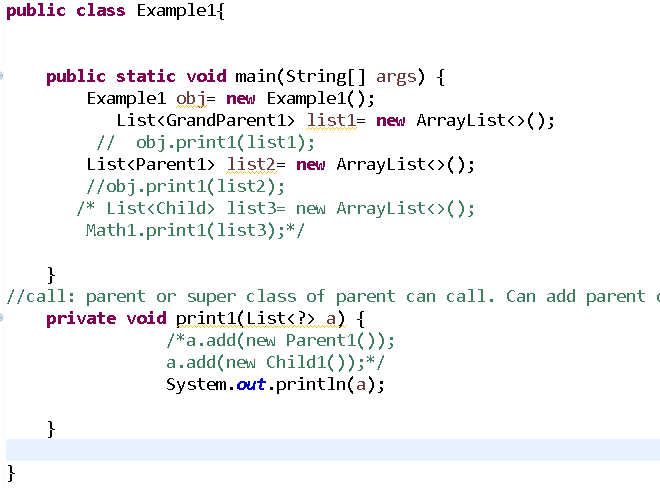 public class Example1{
public static void main(String[] args) {
Example1 obj= new Example1();
List<GrandParent1> list1= new ArrayList<>();
//  obj.print1(list1);
List<Parent1> list2= new ArrayList<>();
//obj.print1(list2);
/* List<Child> list3= new ArrayList<>();
Math1.print1(list3);*/
}
//call: parent or super class of parent can call. Can add parent
private void print1(List<?> a) {
/*a.add(new Parent1());
a.add(new Child1());*/
System.out.println(a);
}
}